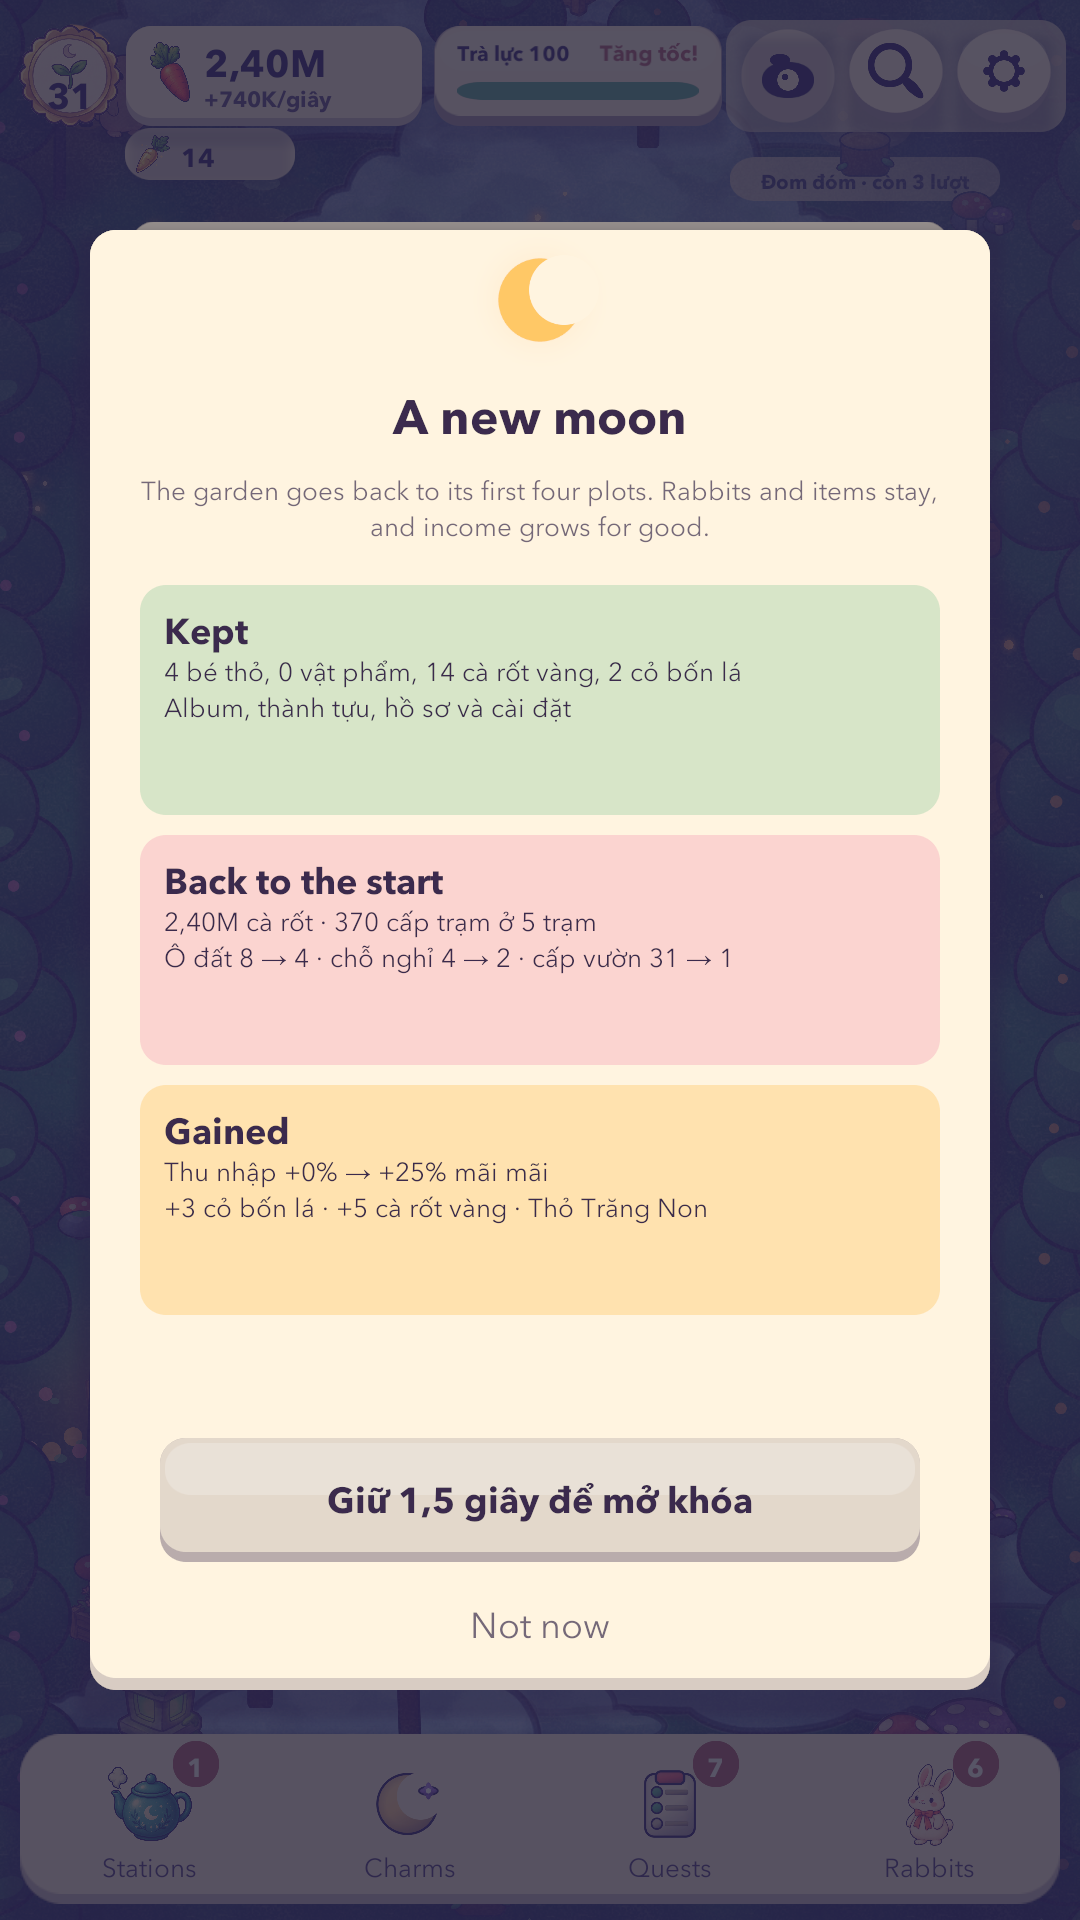 31
2,40M
+740K/giây
Trà lực 100 Tăng tốc!
14
Đom đóm · còn 3 lượt
A new moon
The garden goes back to its first four plots. Rabbits and items stay,
and income grows for good.
Kept
4 bé thỏ, 0 vật phẩm, 14 cà rốt vàng, 2 cỏ bốn lá
Album, thành tựu, hồ sơ và cài đặt
Back to the start
2,40M cà rốt · 370 cấp trạm ở 5 trạm
Ô đất 8 → 4 · chỗ nghỉ 4 → 2 · cấp vườn 31 → 1
Gained
Thu nhập +0% → +25% mãi mãi
+3 cỏ bốn lá · +5 cà rốt vàng · Thỏ Trăng Non
Giữ 1,5 giây để mở khóa
Not now
1 7 6
Stations Charms Quests Rabbits